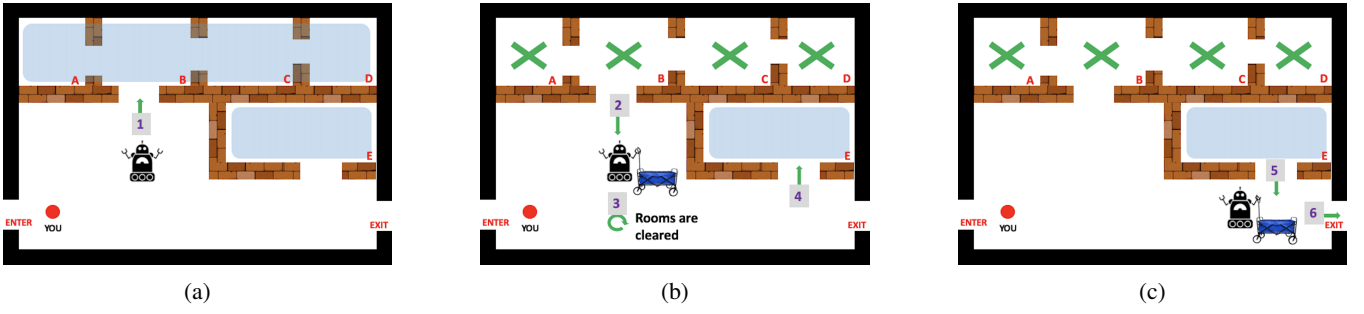 A
B
C
D
1
E
ENTER
YOU
EXIT
(a)
A
B
C
D
2
E
3
4
Rooms are
cleared
ENTER
YOU
EXIT
(b)
A
B
C
D
E
5
6
ENTER
YOU
EXIT
(c)